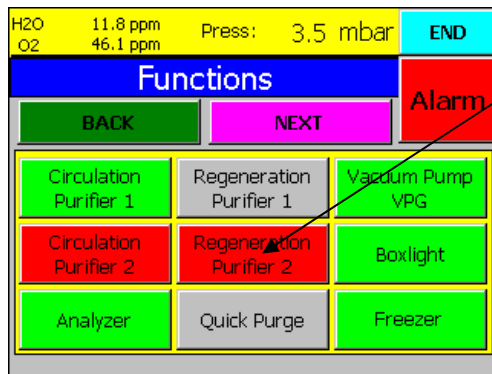 H2O 11.8 ppm Press: 3.5 mbar END
O2 46.1 ppm
Functions
Alarm
BACK NEXT
Circulation Regeneration Vacuum Pump
Purifier 1 Purifier 1 VPG
Circulation Regeneration Boxlight
Purifier 2 Purifier 2
Analyzer Quick Purge Freezer